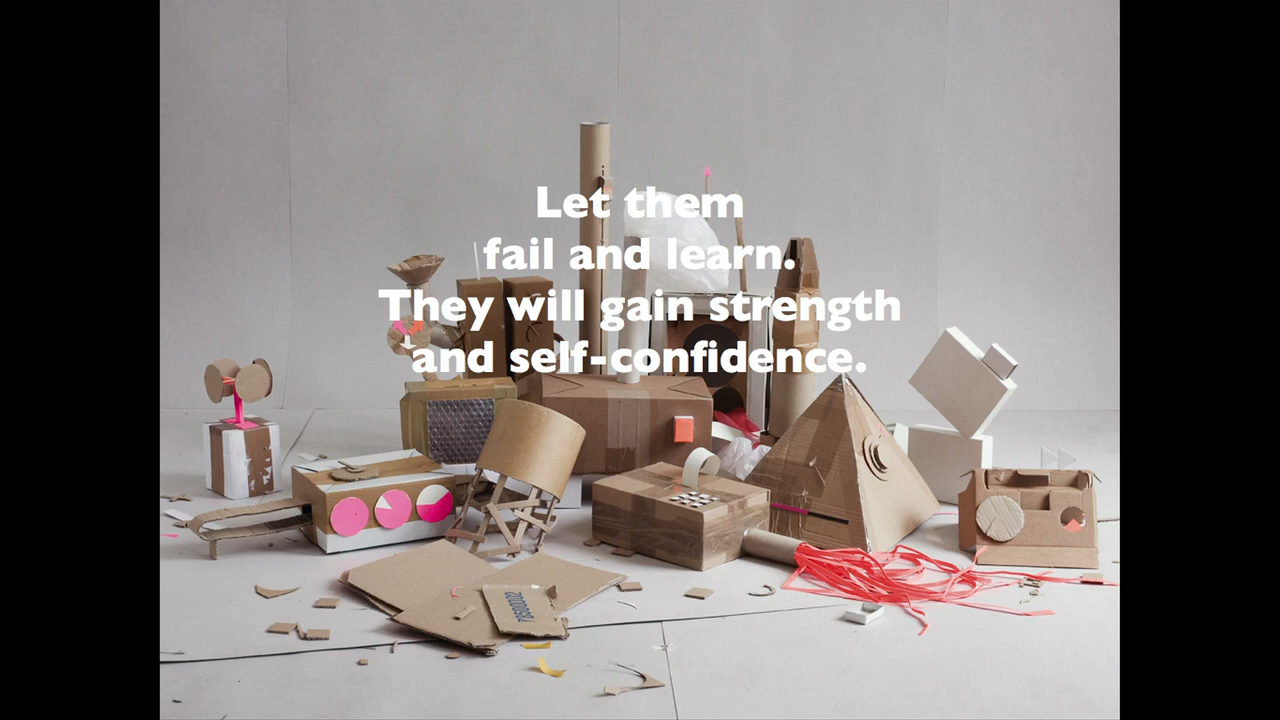 Let them
fail and learn.
They will gain strength
and self-confidence.